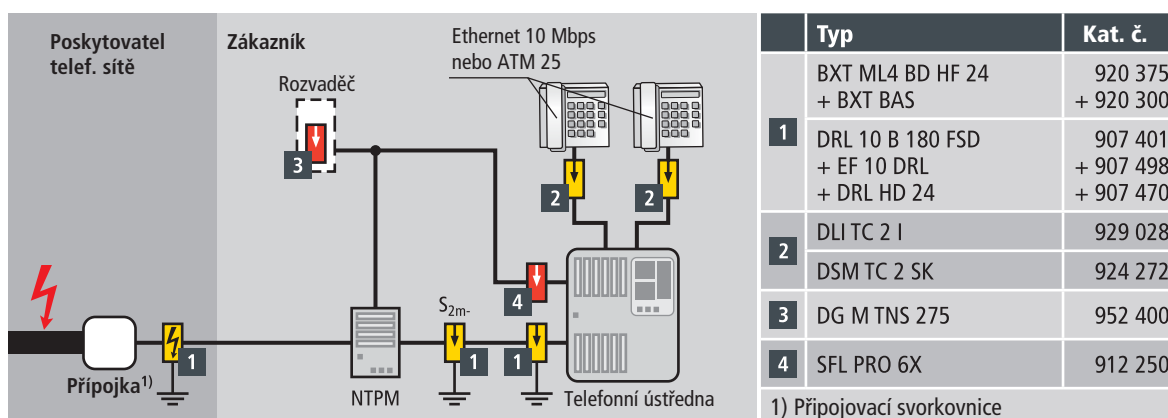 Poskytovatel
telef. sítě
Zákazník
Rozvaděč
3
Ethernet 10 Mbps
nebo ATM 25
2
2
4
S2m-
1
1
1
Přípojka1)
NTPM
Telefonní ústředna
Typ Kat. č.
1
BXT ML4 BD HF 24 920 375
+ BXT BAS + 920 300
DRL 10 B 180 FSD 907 401
+ EF 10 DRL + 907 498
+ DRL HD 24 + 907 470
2
DLI TC 2 I 929 028
DSM TC 2 SK 924 272
3 DG M TNS 275 952 400
4 SFL PRO 6X 912 250
1) Připojovací svorkovnice